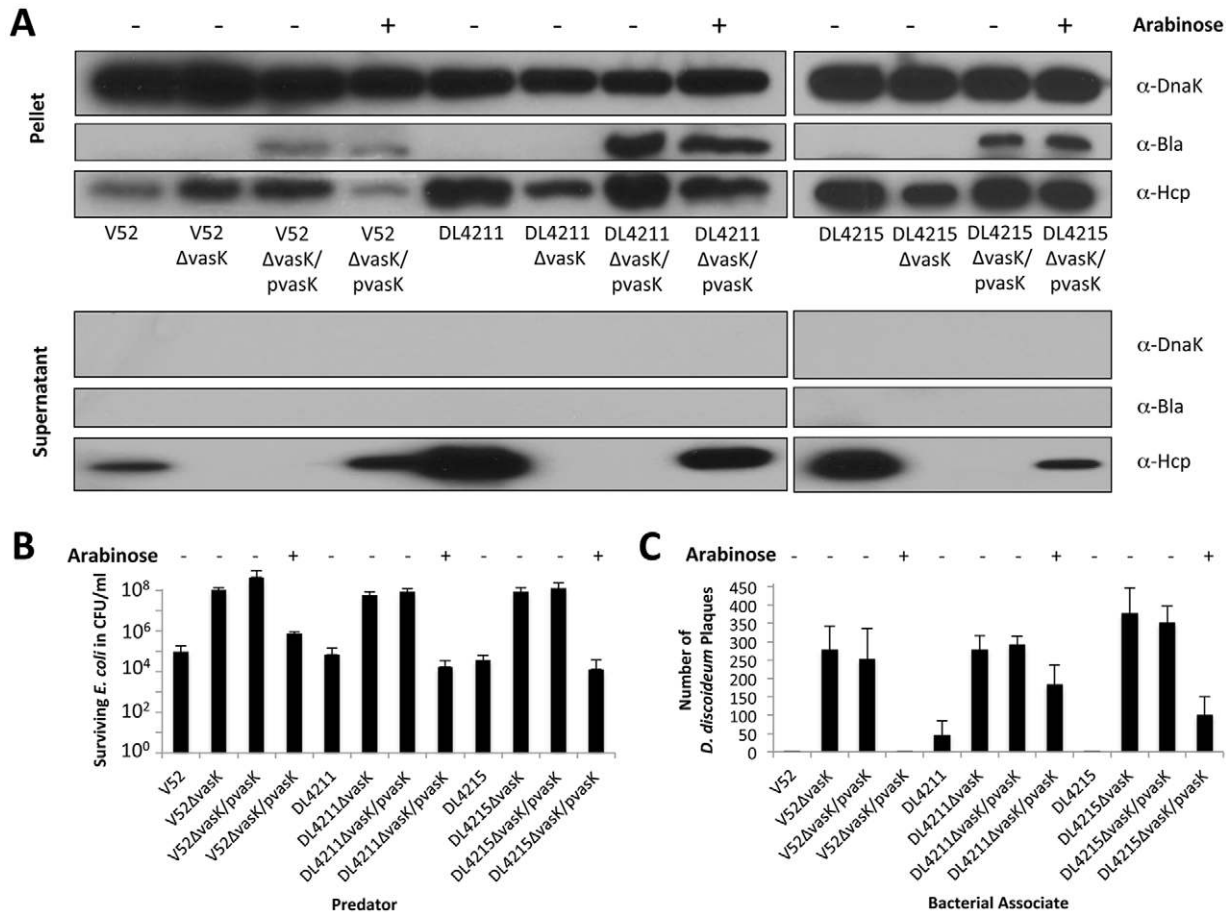 A
- - - + - - - + - - - + Arabinose
Pellet
α-DnaK
α-Bla
α-Hcp
V52 V52 V52 V52 DL4211 DL4211 DL4211 DL4211 DL4215 DL4215 DL4215 DL4215
ΔvasK ΔvasK/ ΔvasK/ ΔvasK ΔvasK/ ΔvasK/ ΔvasK ΔvasK/ ΔvasK/
pvasK pvasK pvasK pvasK pvasK pvasK
Supernatant
α-DnaK
α-Bla
α-Hcp
B
Arabinose - - - + - - - + - - - +
Surviving E. coli in CFU/ml
10^8
10^6
10^4
10^2
10^0
V52
V52ΔvasK
V52ΔvasK/pvasK
V52ΔvasK/pvasK
DL4211
DL4211ΔvasK
DL4211ΔvasK/pvasK
DL4211ΔvasK/pvasK
DL4215
DL4215ΔvasK
DL4215ΔvasK/pvasK
DL4215ΔvasK/pvasK
Predator
C
Arabinose - - - + - - - + - - - +
Number of
D. discoideum Plaques
450
400
350
300
250
200
150
100
50
0
V52
V52ΔvasK
V52ΔvasK/pvasK
V52ΔvasK/pvasK
DL4211
DL4211ΔvasK
DL4211ΔvasK/pvasK
DL4211ΔvasK/pvasK
DL4215
DL4215ΔvasK
DL4215ΔvasK/pvasK
DL4215ΔvasK/pvasK
Bacterial Associate